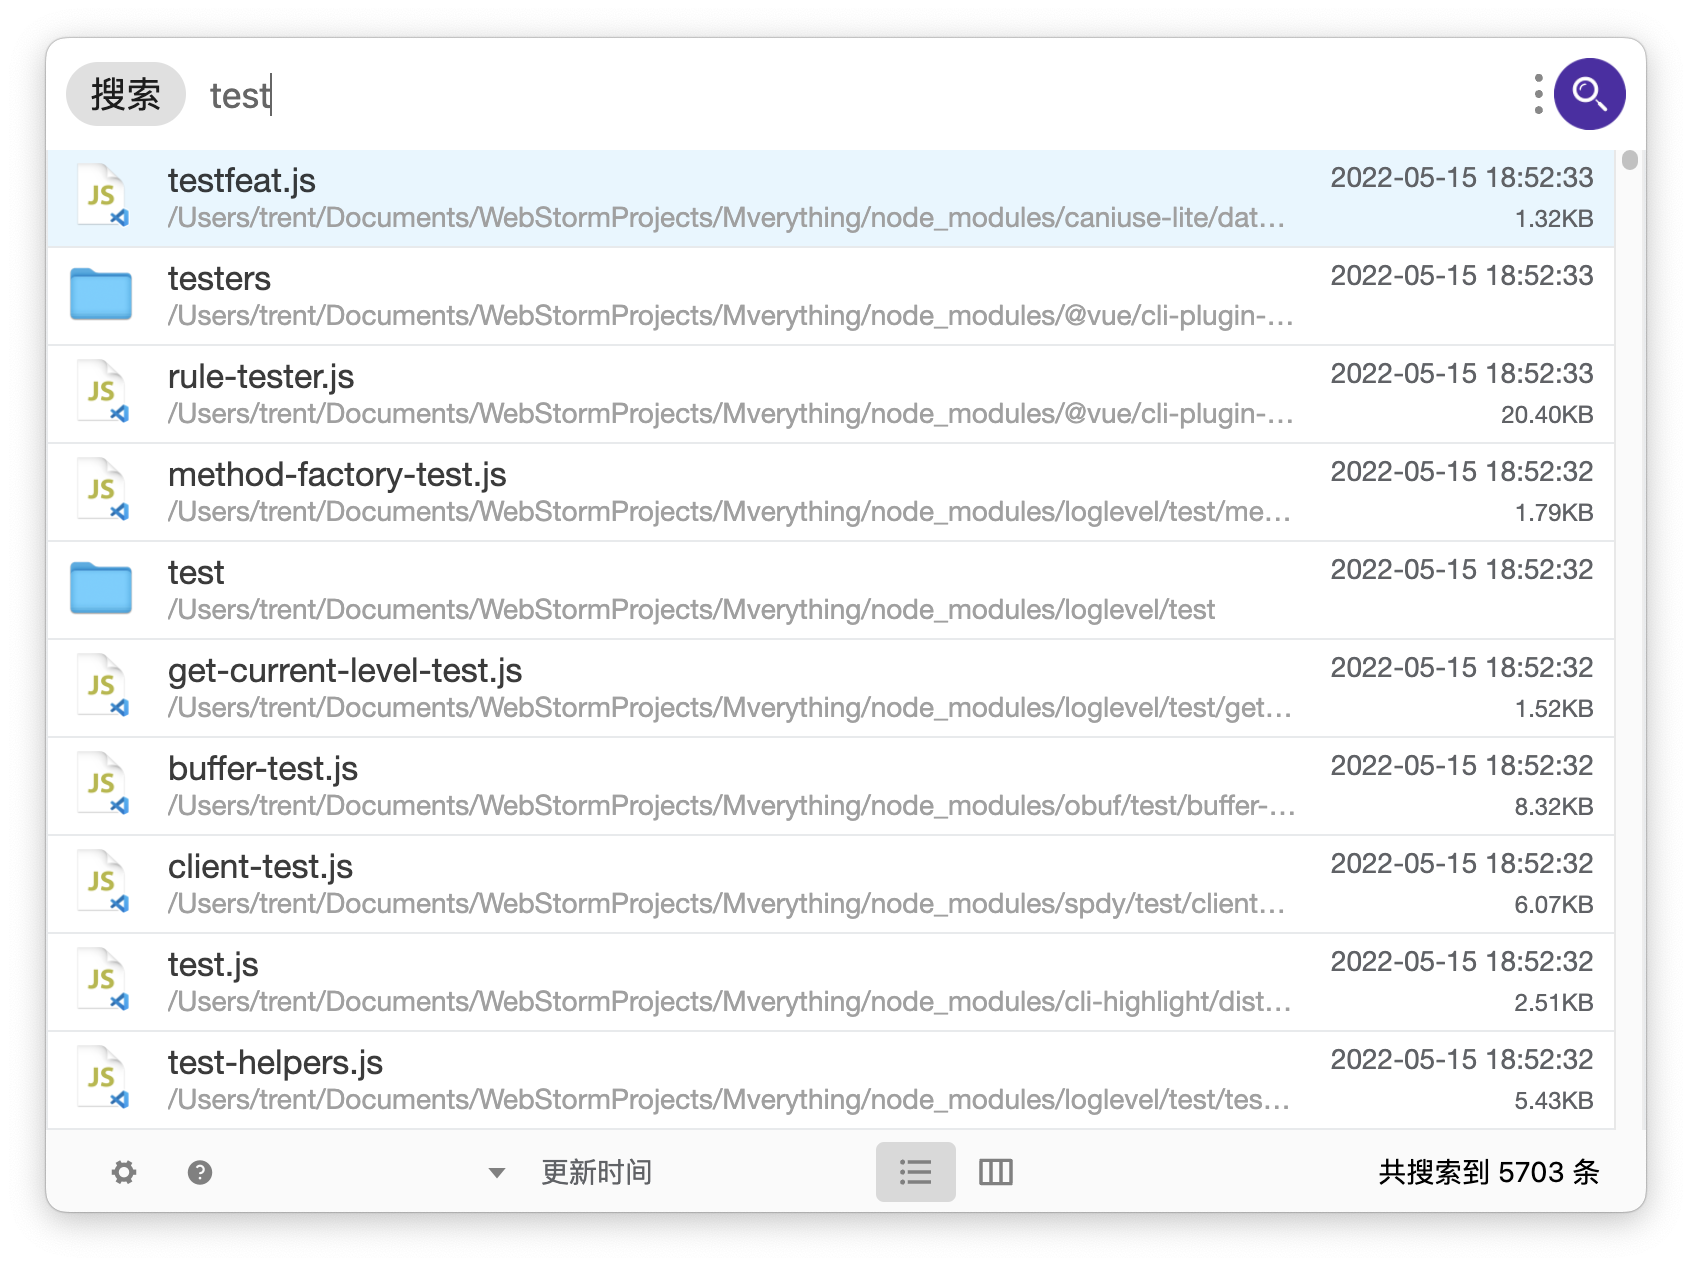 搜索 test
testfeat.js 2022-05-15 18:52:33
/Users/trent/Documents/WebStormProjects/Mverything/node_modules/caniuse-lite/dat... 1.32KB
testers 2022-05-15 18:52:33
/Users/trent/Documents/WebStormProjects/Mverything/node_modules/@vue/cli-plugin-...
rule-tester.js 2022-05-15 18:52:33
/Users/trent/Documents/WebStormProjects/Mverything/node_modules/@vue/cli-plugin-... 20.40KB
method-factory-test.js 2022-05-15 18:52:32
/Users/trent/Documents/WebStormProjects/Mverything/node_modules/loglevel/test/me... 1.79KB
test 2022-05-15 18:52:32
/Users/trent/Documents/WebStormProjects/Mverything/node_modules/loglevel/test
get-current-level-test.js 2022-05-15 18:52:32
/Users/trent/Documents/WebStormProjects/Mverything/node_modules/loglevel/test/get... 1.52KB
buffer-test.js 2022-05-15 18:52:32
/Users/trent/Documents/WebStormProjects/Mverything/node_modules/obuf/test/buffer-... 8.32KB
client-test.js 2022-05-15 18:52:32
/Users/trent/Documents/WebStormProjects/Mverything/node_modules/spdy/test/client... 6.07KB
test.js 2022-05-15 18:52:32
/Users/trent/Documents/WebStormProjects/Mverything/node_modules/cli-highlight/dist... 2.51KB
test-helpers.js 2022-05-15 18:52:32
/Users/trent/Documents/WebStormProjects/Mverything/node_modules/loglevel/test/tes... 5.43KB
更新时间 共搜索到 5703 条